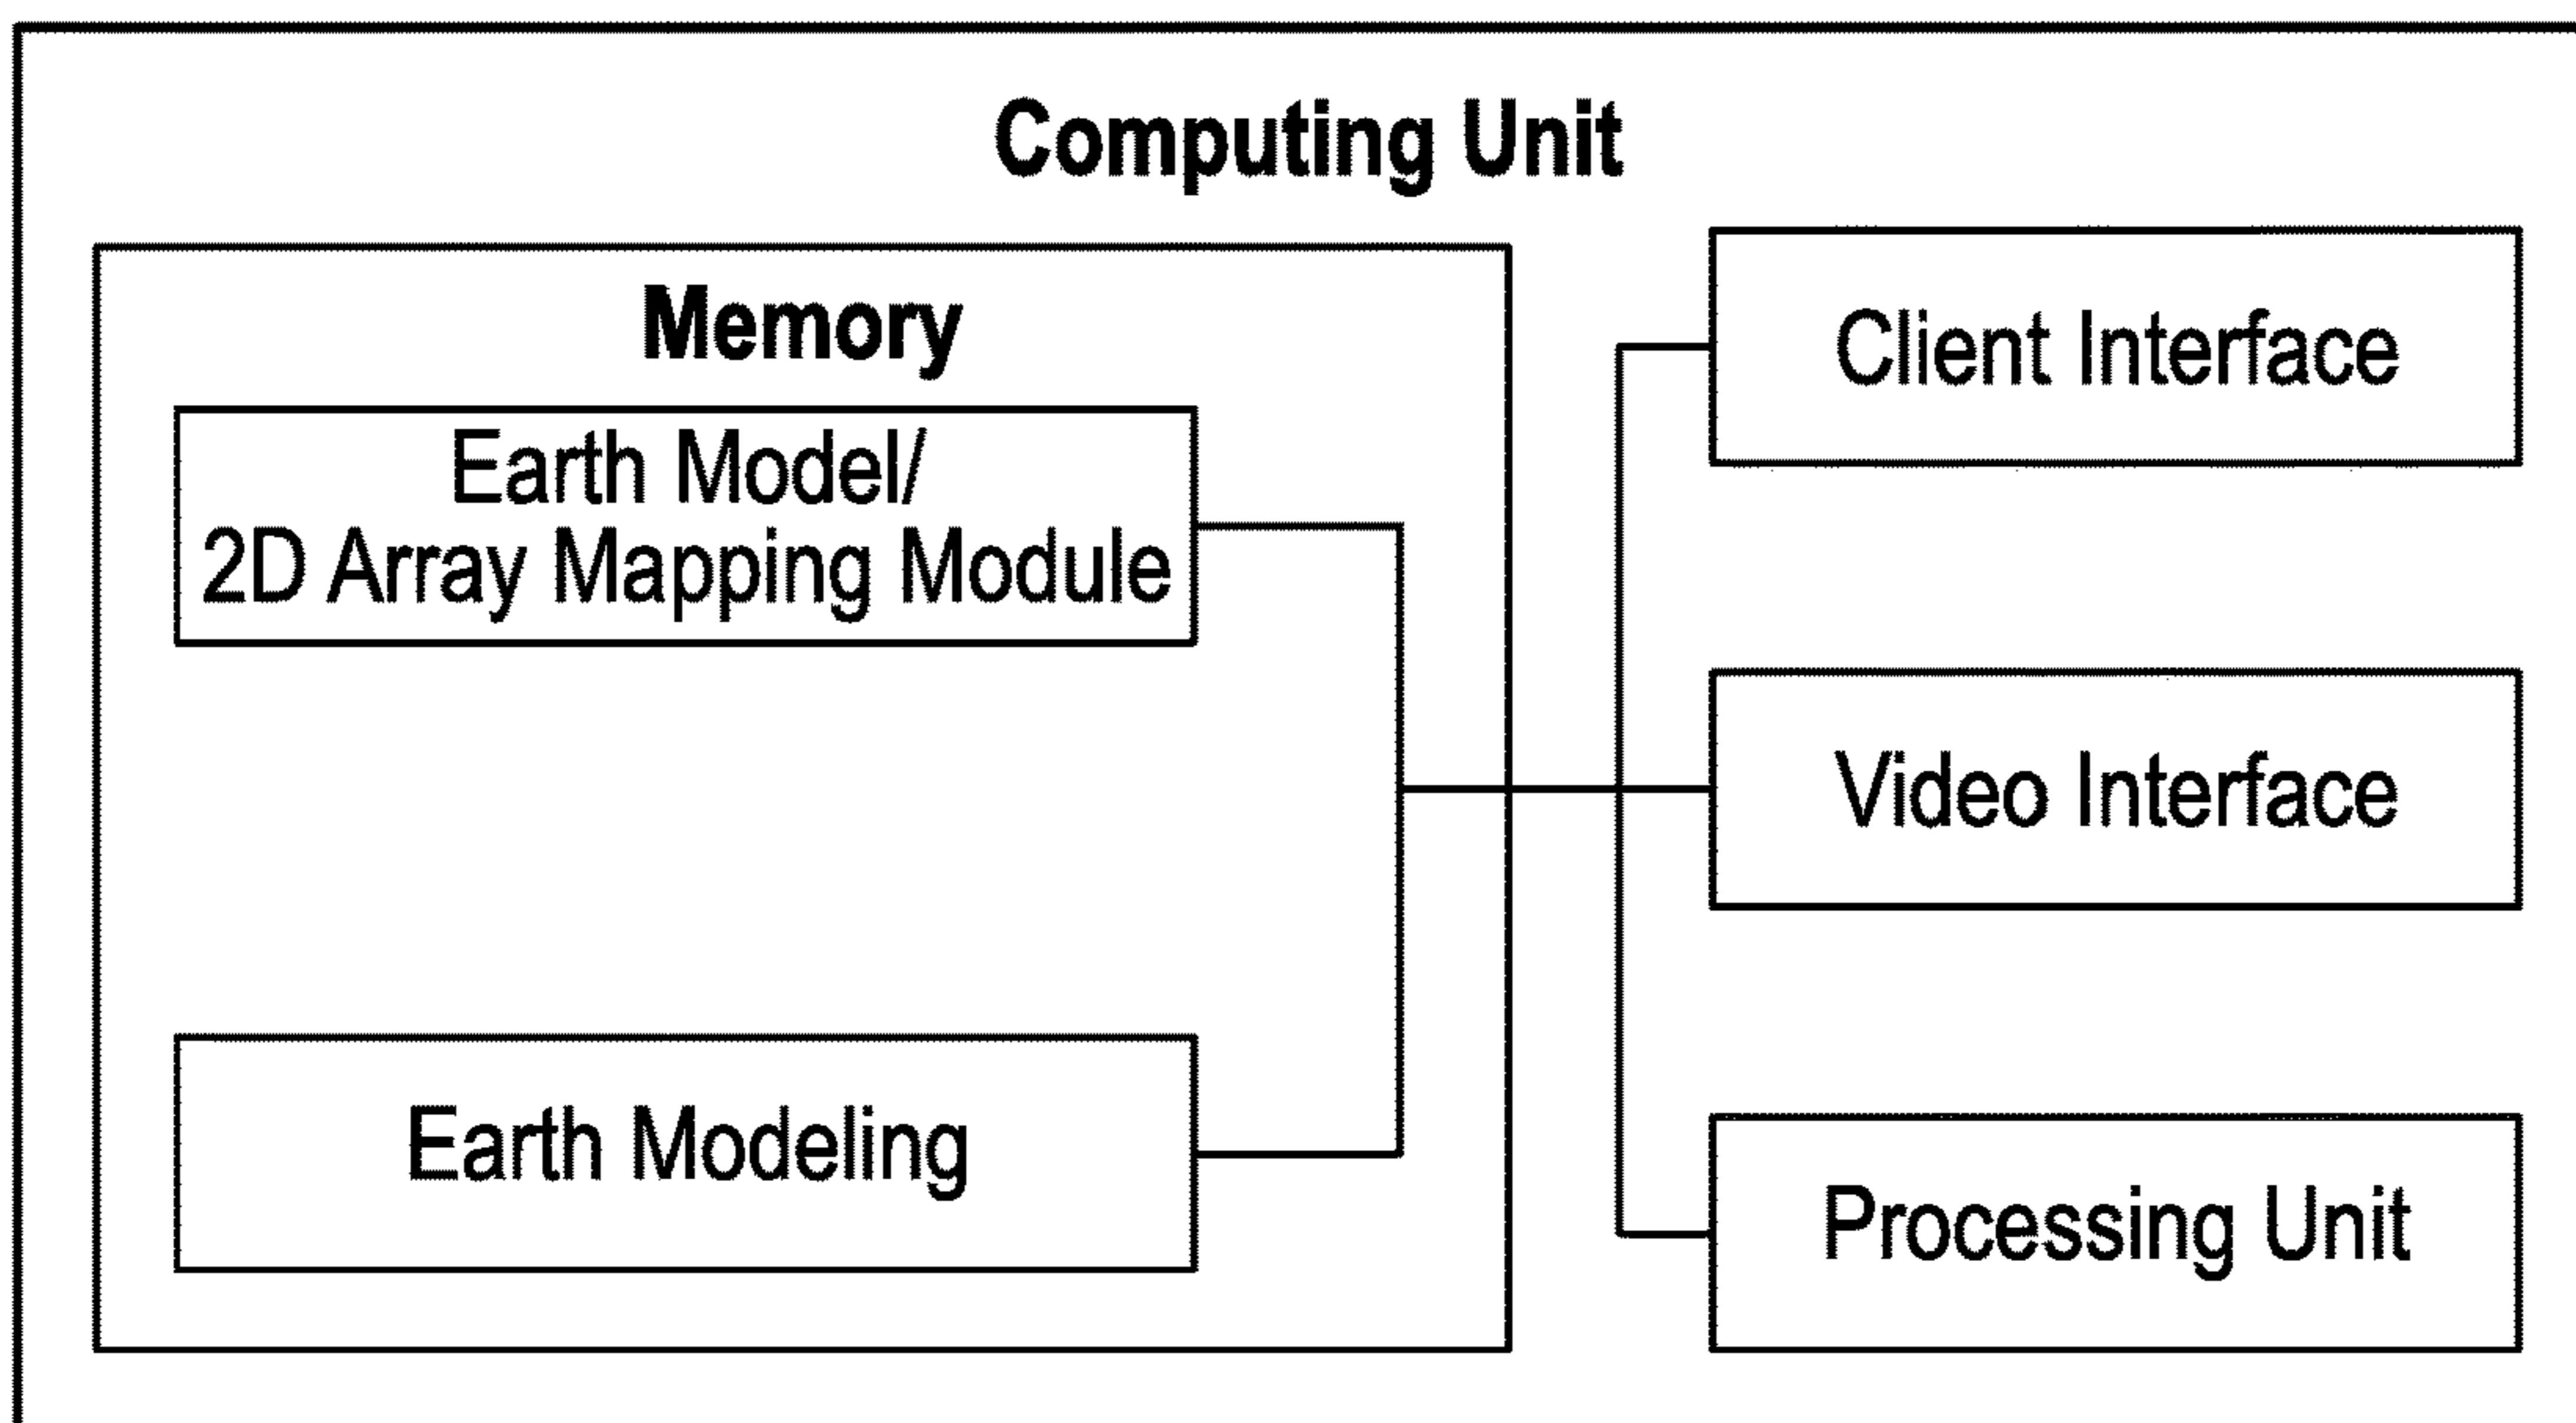 Computing Unit
Memory
Earth Model/
2D Array Mapping Module
Earth Modeling
Client Interface
Video Interface
Processing Unit